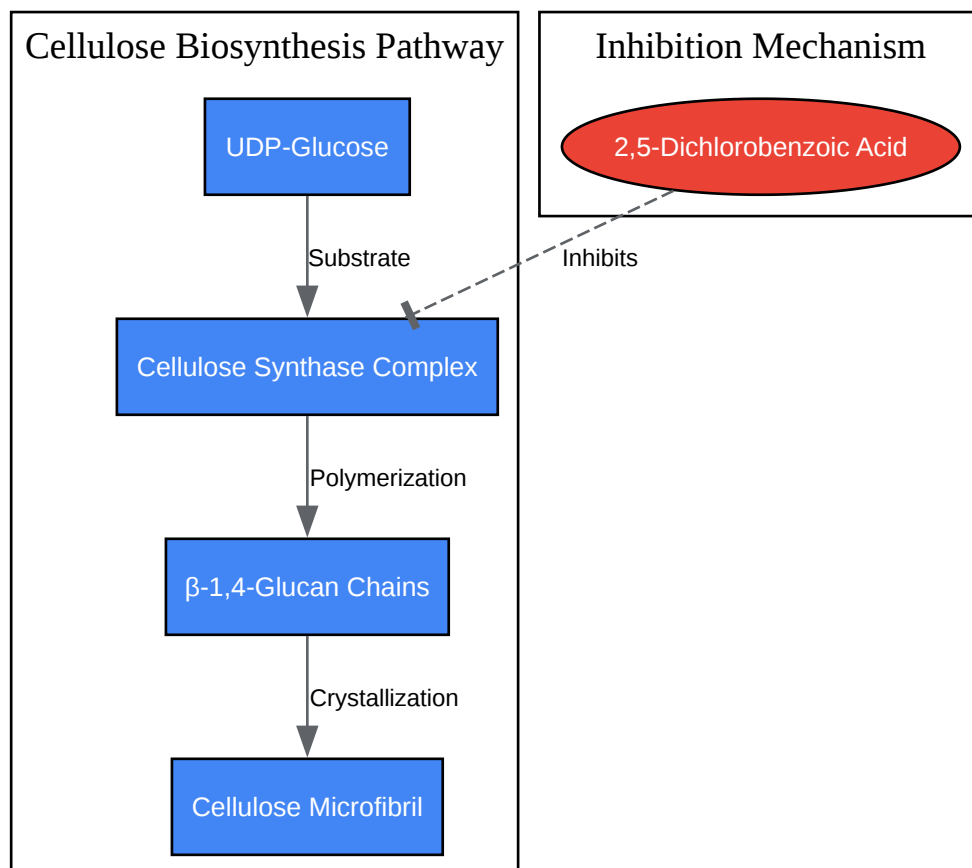 Cellulose Biosynthesis Pathway
Inhibition Mechanism
UDP-Glucose
2,5-Dichlorobenzoic Acid
Substrate
Inhibits
Cellulose Synthase Complex
Polymerization
β-1,4-Glucan Chains
Crystallization
Cellulose Microfibril